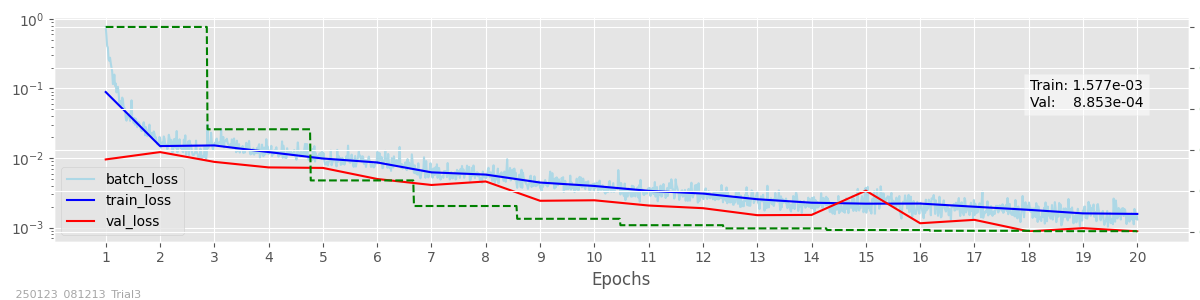 10⁰
10⁻¹
10⁻²
10⁻³
Train: 1.577e-03
Val: 8.853e-04
batch_loss
train_loss
val_loss
1 2 3 4 5 6 7 8 9 10 11 12 13 14 15 16 17 18 19 20
Epochs
250123_081213_Trial3